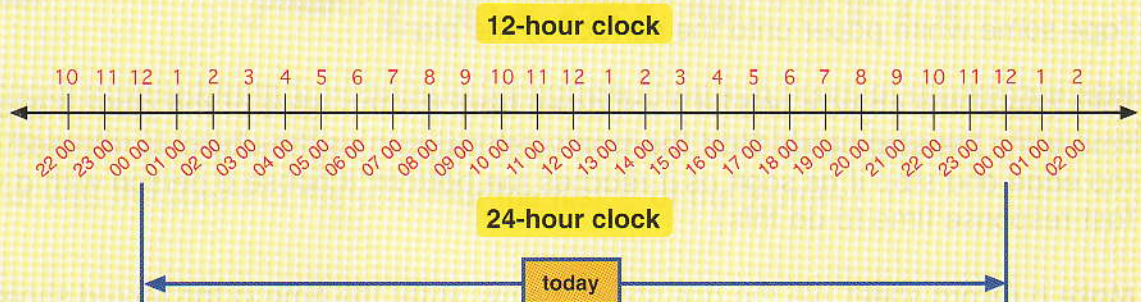 12-hour clock
10 11 12 1 2 3 4 5 6 7 8 9 10 11 12 1 2 3 4 5 6 7 8 9 10 11 12 1 2
22 00 23 00 00 00 01 00 02 00 03 00 04 00 05 00 06 00 07 00 08 00 09 00 10 00 11 00 12 00 13 00 14 00 15 00 16 00 17 00 18 00 19 00 20 00 21 00 22 00 23 00 00 00 01 00 02 00
24-hour clock
today